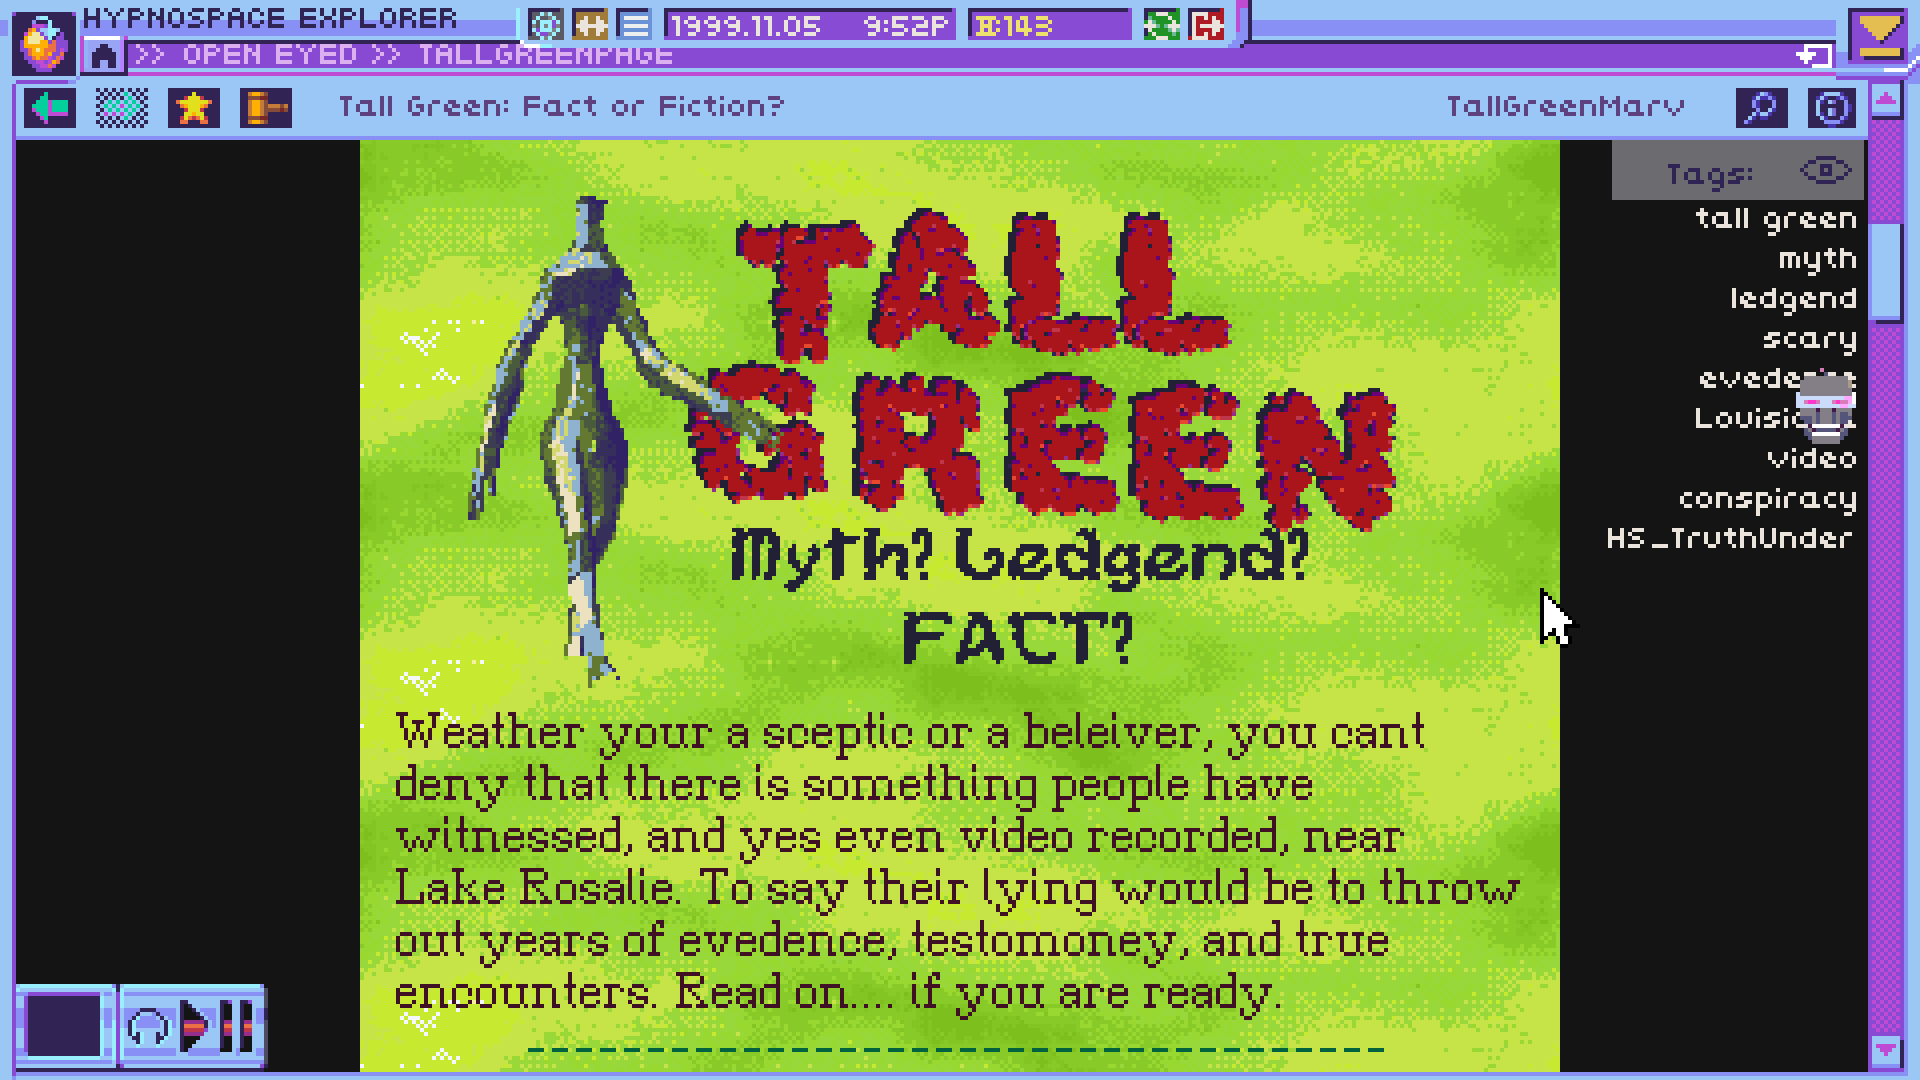 HYPNOSPACE EXPLORER
1999.11.05 9:52P
143
>> OPEN EYED >> TALLGREENPAGE
Tall Green: Fact or Fiction?
TallGreenMarv
Tags:
tall green
myth
ledgend
scary
video
conspiracy
HS_TruthUnder
TALL
GREEN
Myth? Ledgend?
FACT?
Weather your a sceptic or a beleiver, you cant
deny that there is something people have
witnessed, and yes even video recorded, near
Lake Rosalie. To say their lying would be to throw
out years of evedence, testomoney, and true
encounters. Read on.... if you are ready.